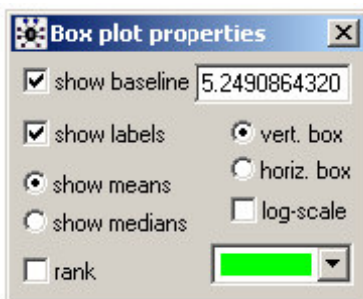 Box plot properties
show baseline 5.2490864320
show labels
vert. box
show means
horiz. box
show medians
log-scale
rank